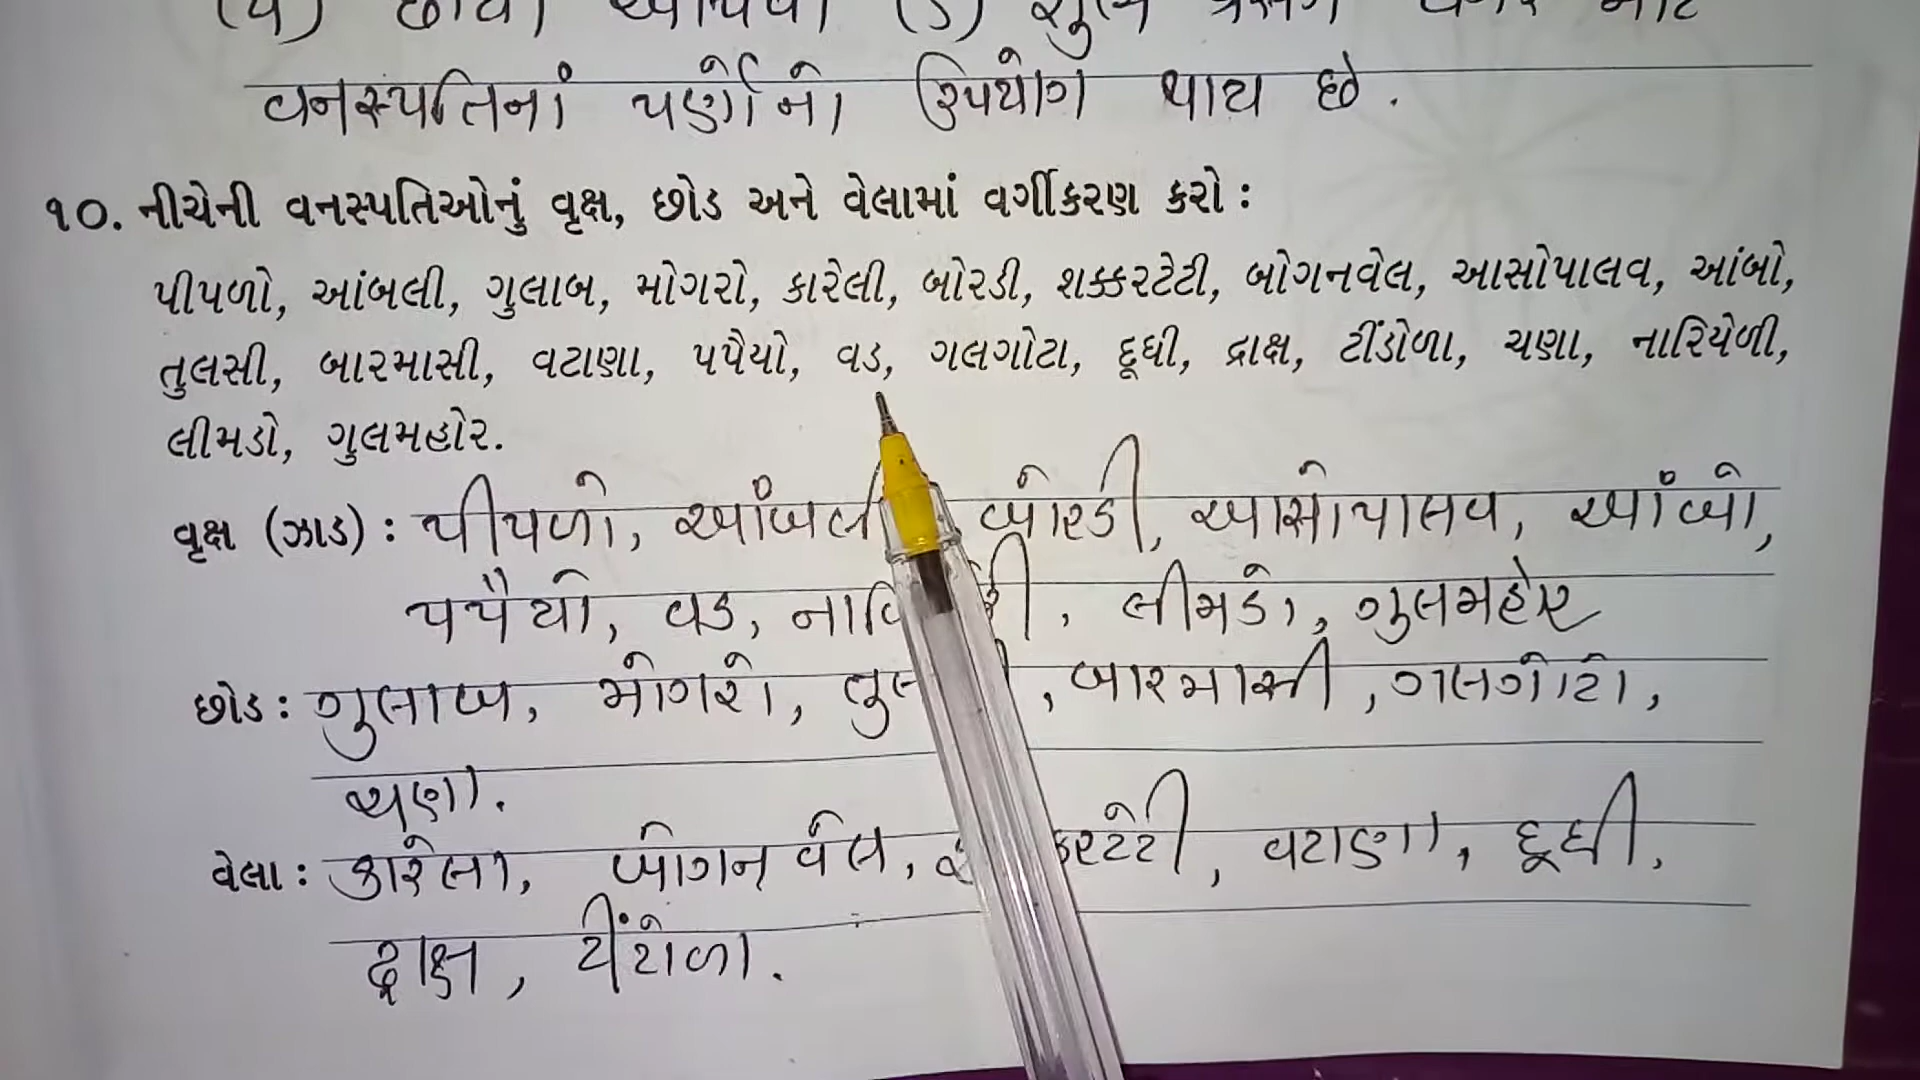 વનસ્પતિનાં પર્ણોનો ઉપયોગ થાય છે.
૧૦. નીચેની વનસ્પતિઓનું વૃક્ષ, છોડ અને વેલામાં વર્ગીકરણ કરો :
પીપળો, આંબલી, ગુલાબ, મોગરો, કારેલી, બોરડી, શક્કરટેટી, બોગનવેલ, આસોપાલવ, આંબો,
તુલસી, બારમાસી, વટાણા, પપૈયો, વડ, ગલગોટા, દૂધી, દ્રાક્ષ, ટીંડોળા, ચણા, નારિયેળી,
લીમડો, ગુલમહોર.
વૃક્ષ (ઝાડ) : પીપળો, આંબલી બોરડી, આસોપાલવ, આંબો,
પપૈયો, વડ, લીમડો, ગુલમહોર
છોડ : ગુલાબ, મોગરો, બારમાસી, ગલગોટો,
ચણા.
વેલા : કારેલા, બોગનવેલ, વટાણા, દૂધી,
દ્રાક્ષ, ટીંટોળા.